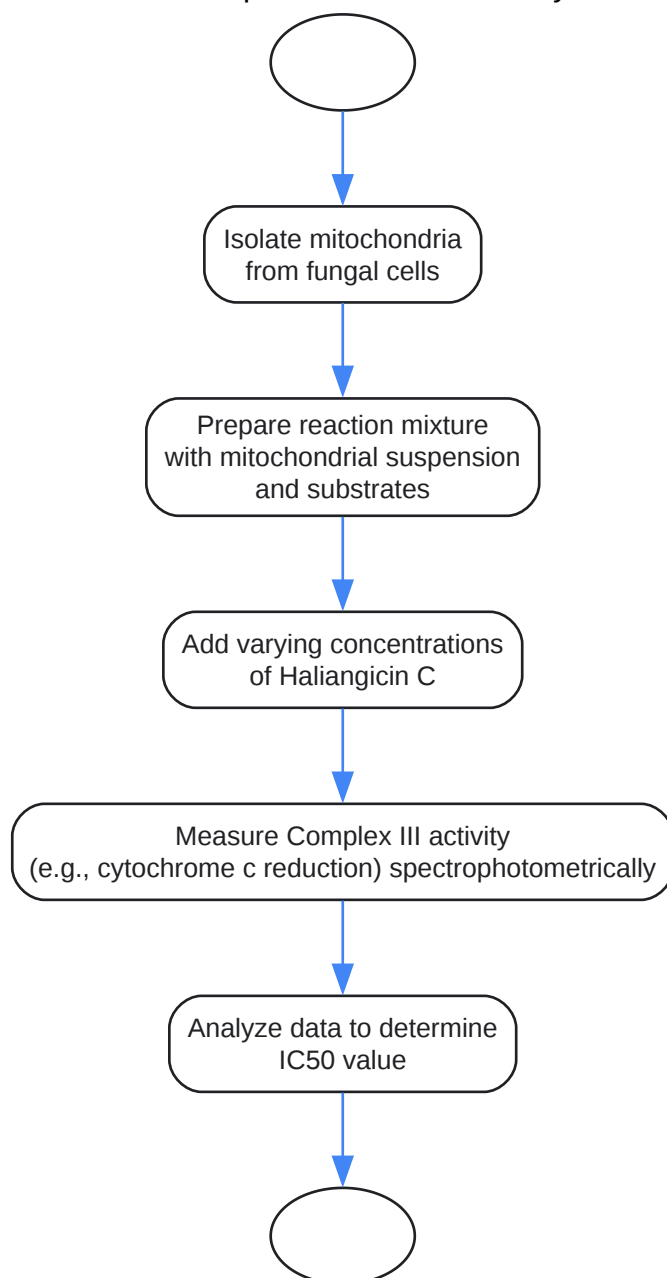 Isolate mitochondria
from fungal cells
Prepare reaction mixture
with mitochondrial suspension
and substrates
Add varying concentrations
of Haliangicin C
Measure Complex III activity
(e.g., cytochrome c reduction) spectrophotometrically
Analyze data to determine
IC50 value